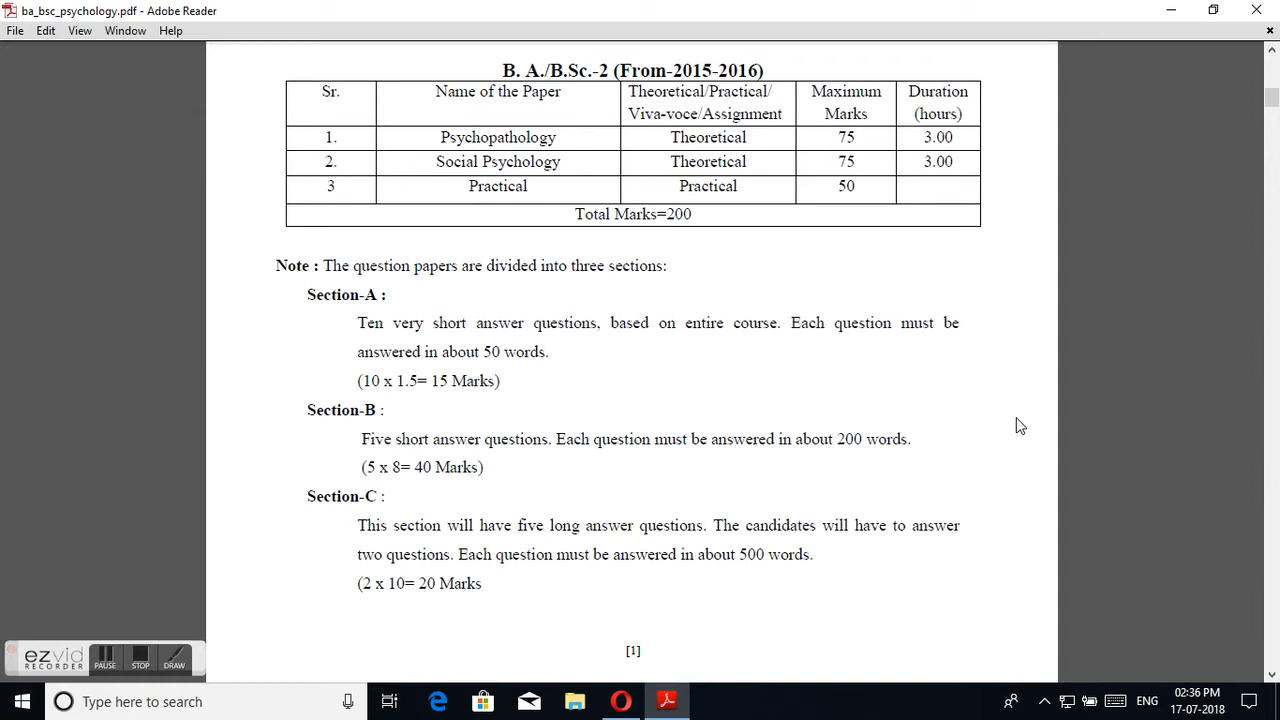 ba_bsc_psychology.pdf - Adobe Reader
File Edit View Window Help
B. A./B.Sc.-2 (From-2015-2016)
Sr. Name of the Paper Theoretical/Practical/ Viva-voce/Assignment Maximum Marks Duration (hours)
1. Psychopathology Theoretical 75 3.00
2. Social Psychology Theoretical 75 3.00
3 Practical Practical 50
Total Marks=200
Note : The question papers are divided into three sections:
Section-A :
Ten very short answer questions, based on entire course. Each question must be
answered in about 50 words.
(10 x 1.5= 15 Marks)
Section-B :
Five short answer questions. Each question must be answered in about 200 words.
(5 x 8= 40 Marks)
Section-C :
This section will have five long answer questions. The candidates will have to answer
two questions. Each question must be answered in about 500 words.
(2 x 10= 20 Marks
[1]
ezvid
RECORDER
PAUSE STOP DRAW
Type here to search
ENG
02:36 PM
17-07-2018